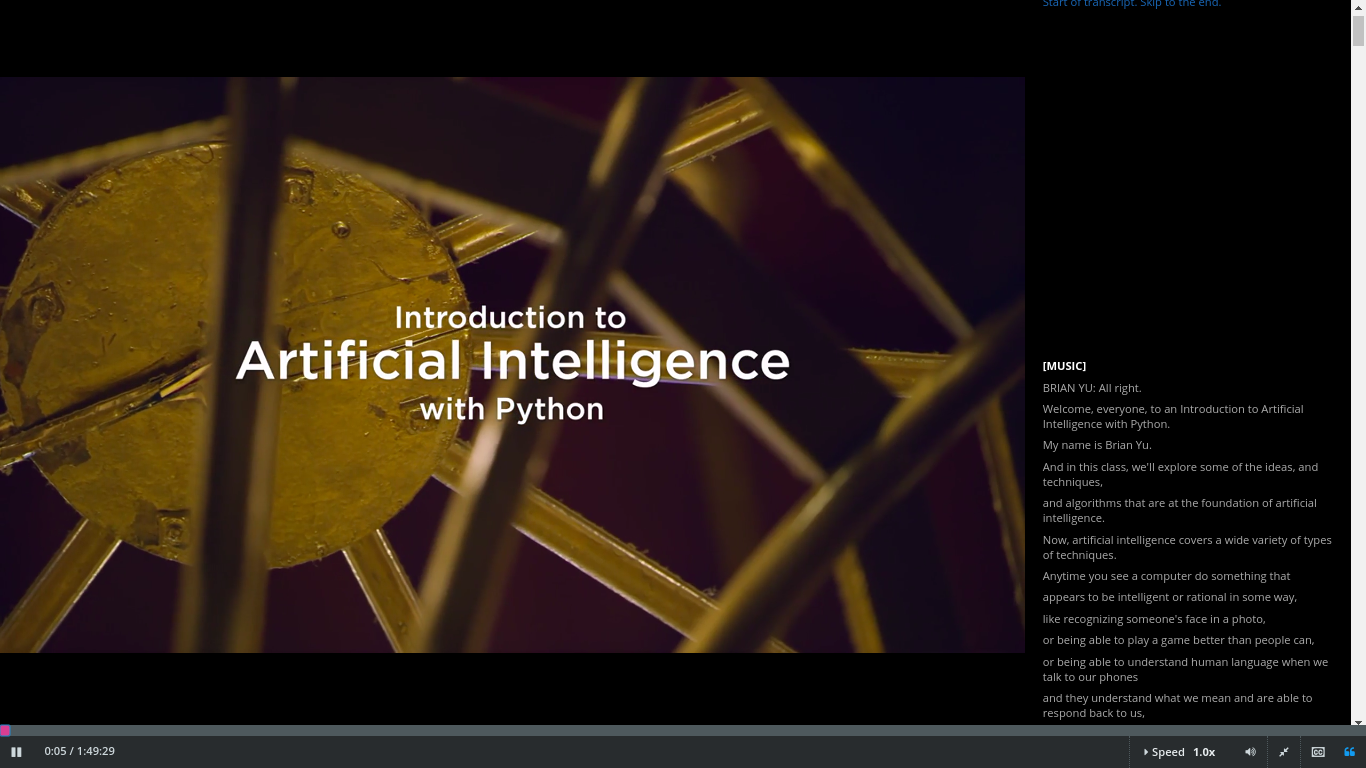 Start of transcript. Skip to the end.
Introduction to
Artificial Intelligence
with Python
[MUSIC]
BRIAN YU: All right.
Welcome, everyone, to an Introduction to Artificial
Intelligence with Python.
My name is Brian Yu.
And in this class, we'll explore some of the ideas, and
techniques,
and algorithms that are at the foundation of artificial
intelligence.
Now, artificial intelligence covers a wide variety of types
of techniques.
Anytime you see a computer do something that
appears to be intelligent or rational in some way,
like recognizing someone's face in a photo,
or being able to play a game better than people can,
or being able to understand human language when we
talk to our phones
and they understand what we mean and are able to
respond back to us,
0:05 / 1:49:29
Speed 1.0x
CC